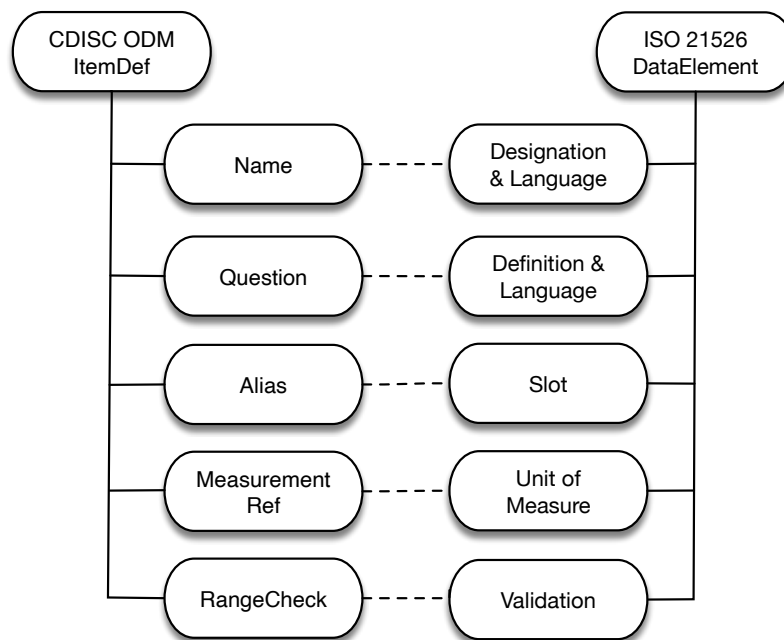 CDISC ODM
ItemDef
ISO 21526
DataElement
Name
Designation
& Language
Question
Definition &
Language
Alias
Slot
Measurement
Ref
Unit of
Measure
RangeCheck
Validation